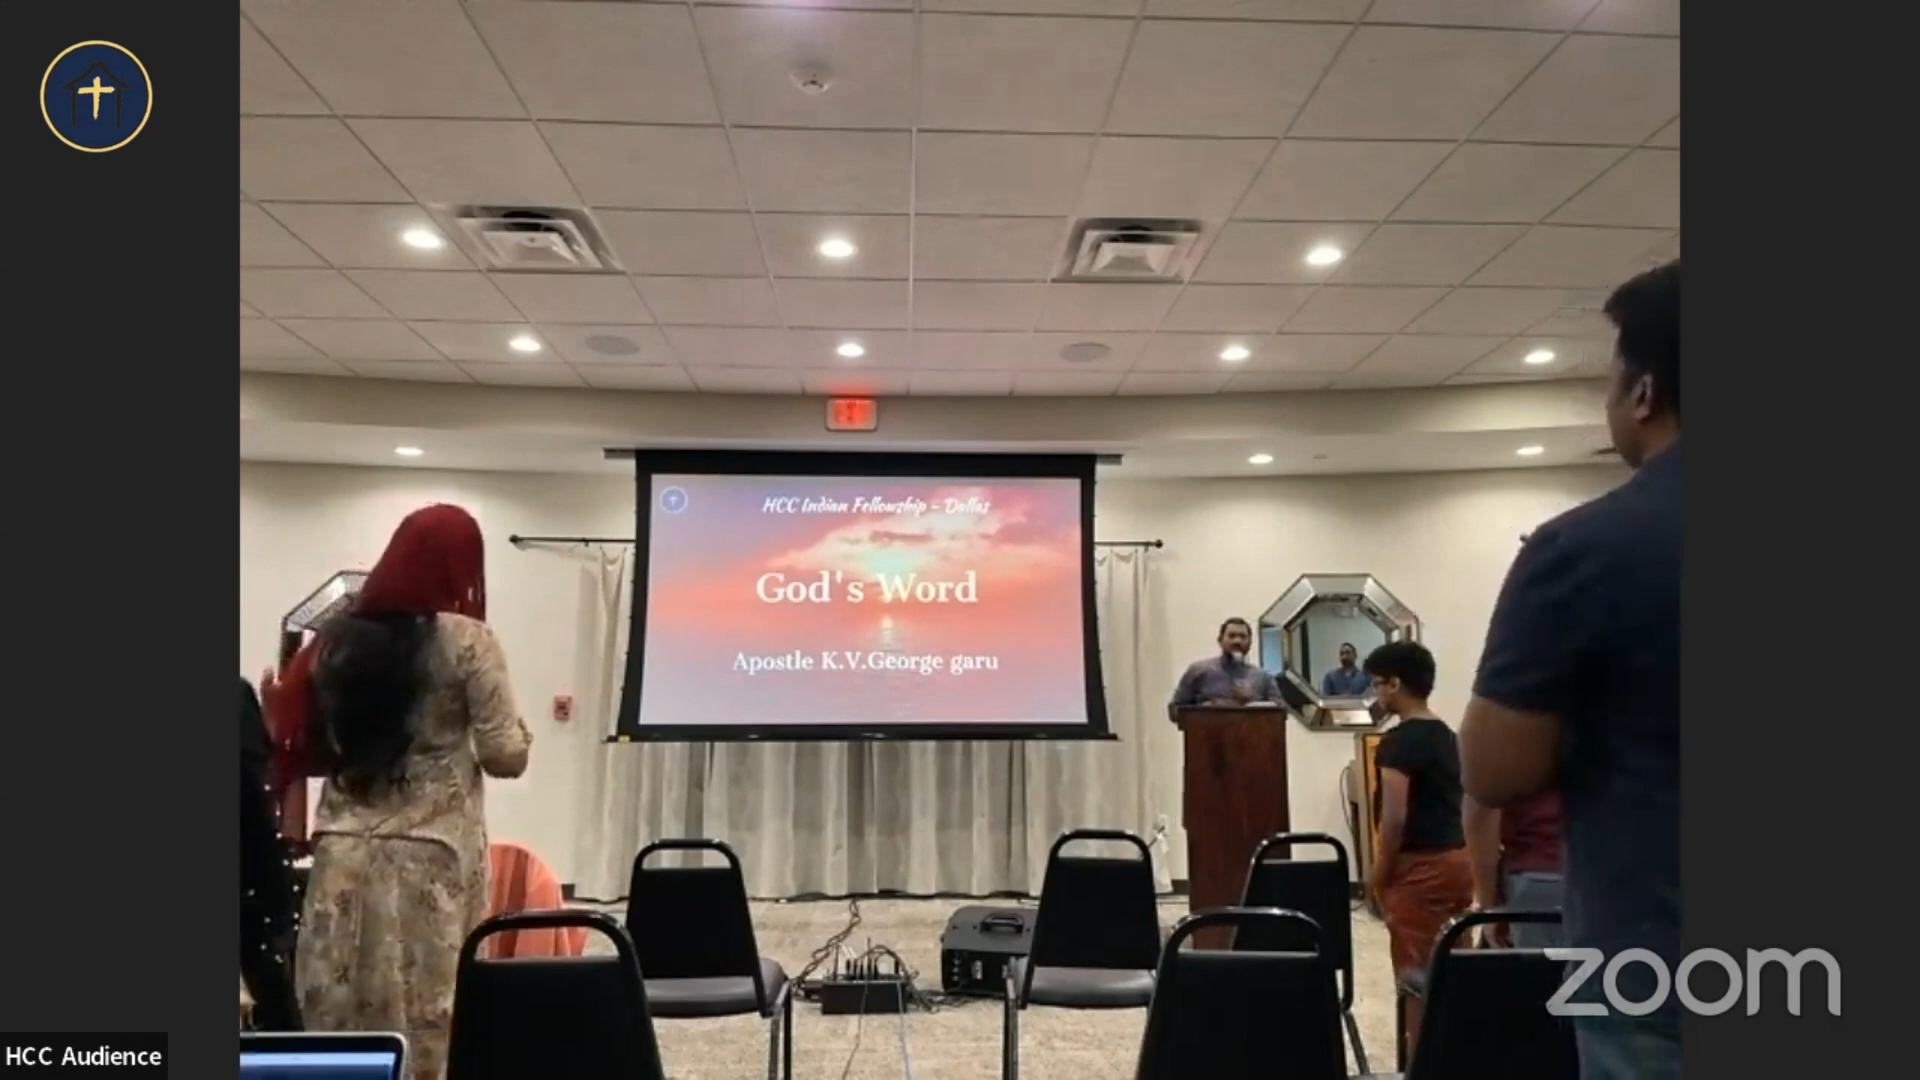 HCC Indian Fellowship - Dallas
God's Word
Apostle K.V.George garu
zoom
HCC Audience